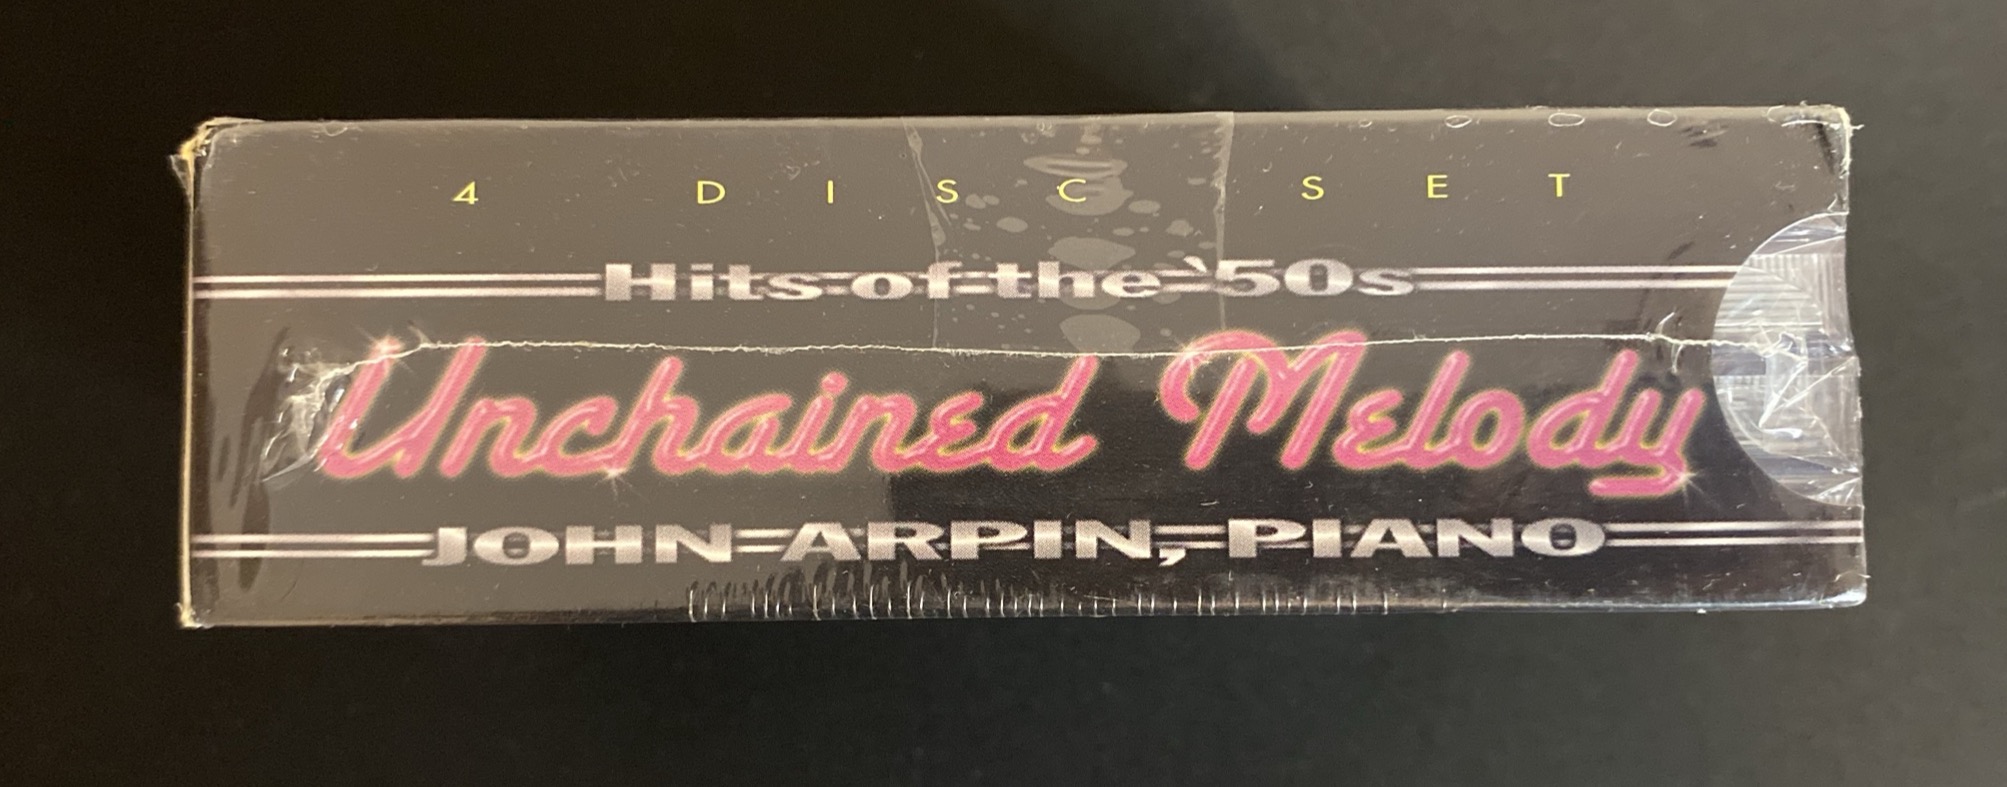 4 DISC SET
Hits of the '50s
Unchained Melody
JOHN ARPIN, PIANO